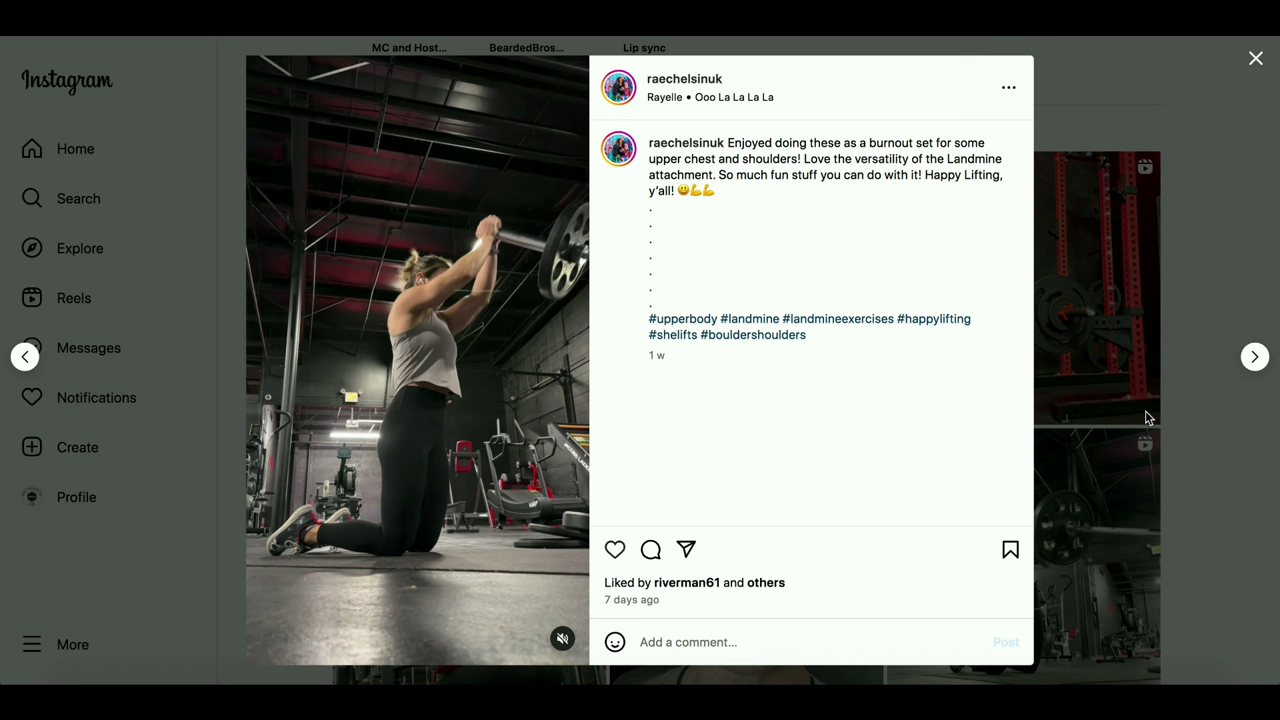 MC and Host...
BeardedBros...
Lip sync
Instagram
Home
Search
Explore
Reels
Messages
Notifications
Create
Profile
More
raechelsinuk
Rayelle • Ooo La La La La
raechelsinuk Enjoyed doing these as a burnout set for some
upper chest and shoulders! Love the versatility of the Landmine
attachment. So much fun stuff you can do with it! Happy Lifting,
y'all! 😃💪💪
.
.
.
.
.
.
.
#upperbody #landmine #landmineexercises #happylifting
#shelifts #bouldershoulders
1 w
Liked by riverman61 and others
7 days ago
Add a comment...
Post